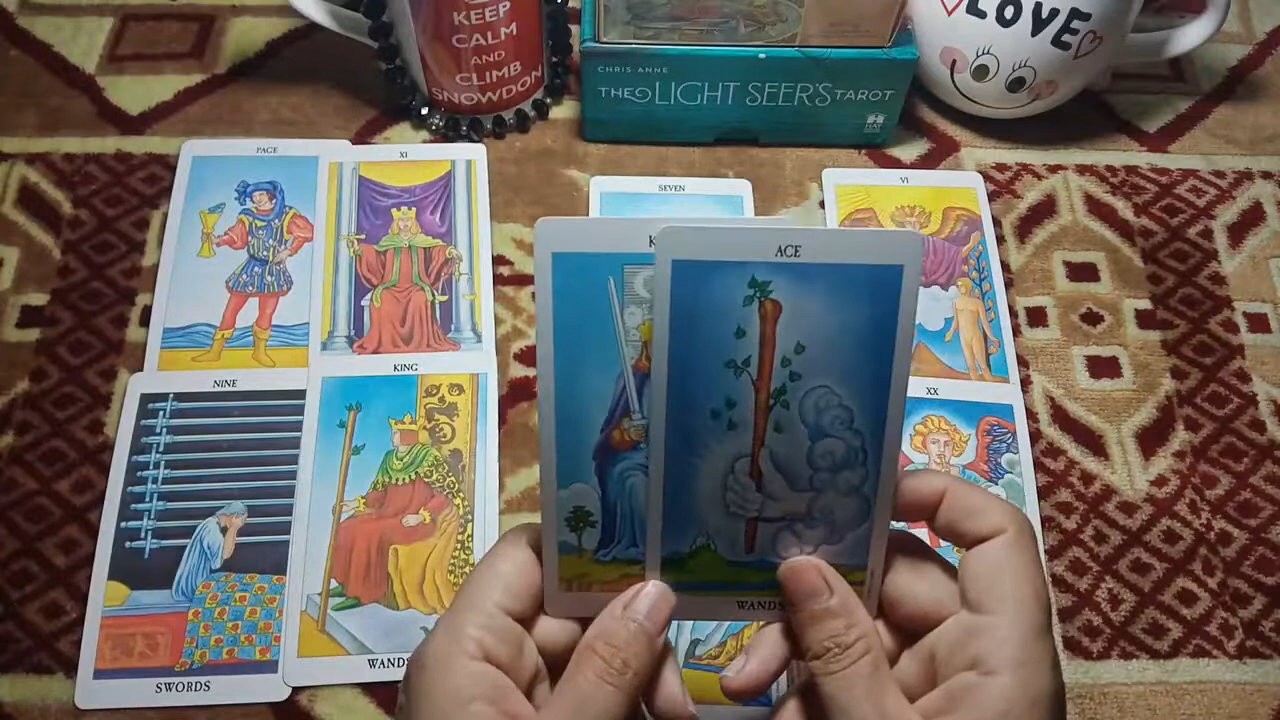 KEEP
CALM
AND
CLIMB
SNOWDON
CHRIS-ANNE
THE LIGHT SEER'S TAROT
HAY
LOVE
PAGE
XI
SEVEN
VI
K
ACE
NINE
KING
XX
WANDS
SWORDS
WANDS